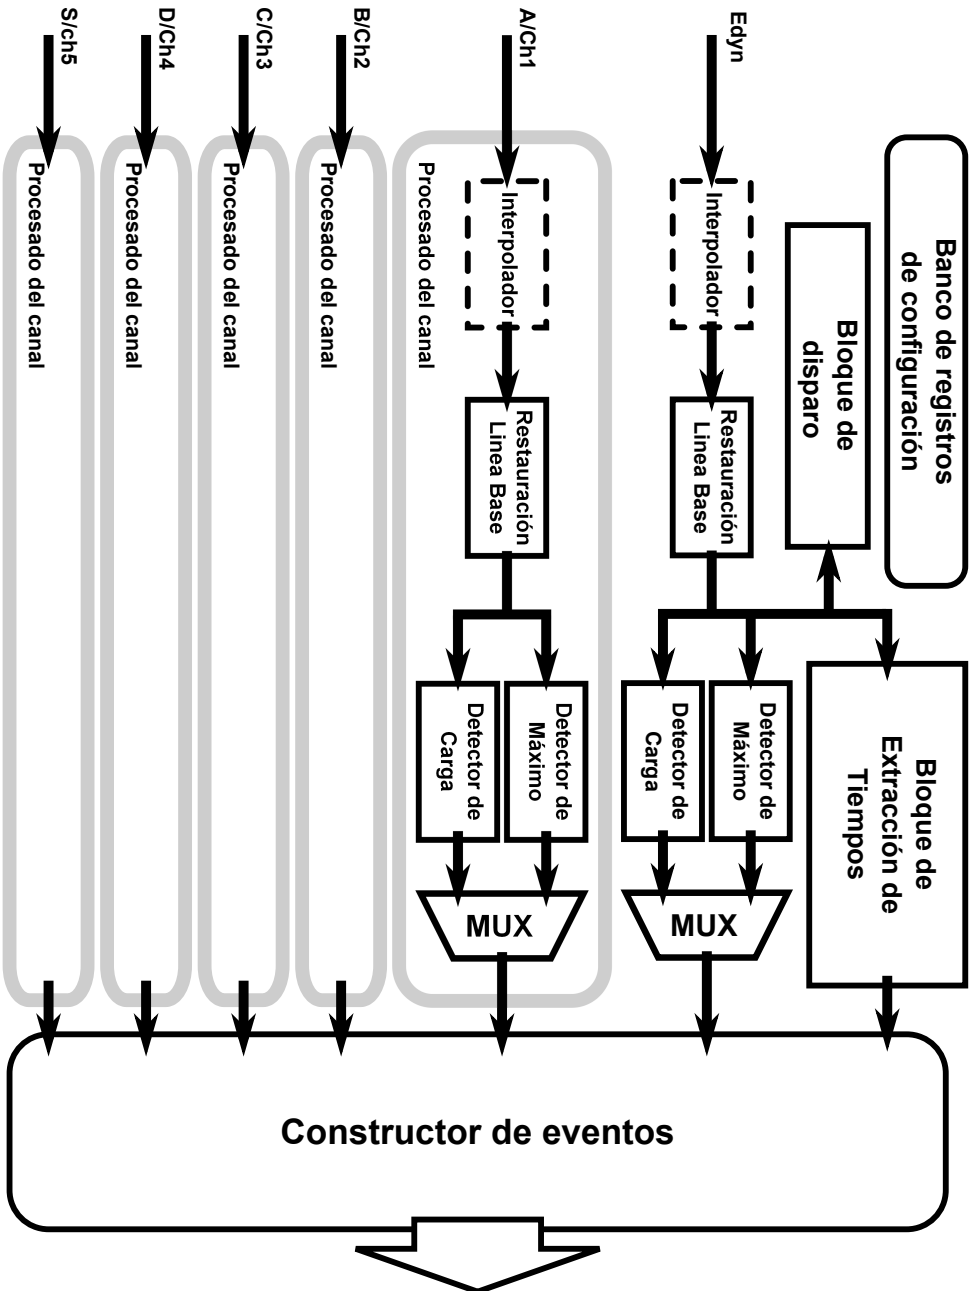 Banco de registros
de configuración
Bloque de
disparo
Bloque de
Extracción de
Tiempos
Edyn
Interpolador
Restauración
Linea Base
Detector de
Máximo
Detector de
Carga
MUX
A/Ch1
Interpolador
Restauración
Linea Base
Detector de
Máximo
Detector de
Carga
MUX
Procesado del canal
B/Ch2
Procesado del canal
C/Ch3
Procesado del canal
D/Ch4
Procesado del canal
S/ch5
Procesado del canal
Constructor de eventos